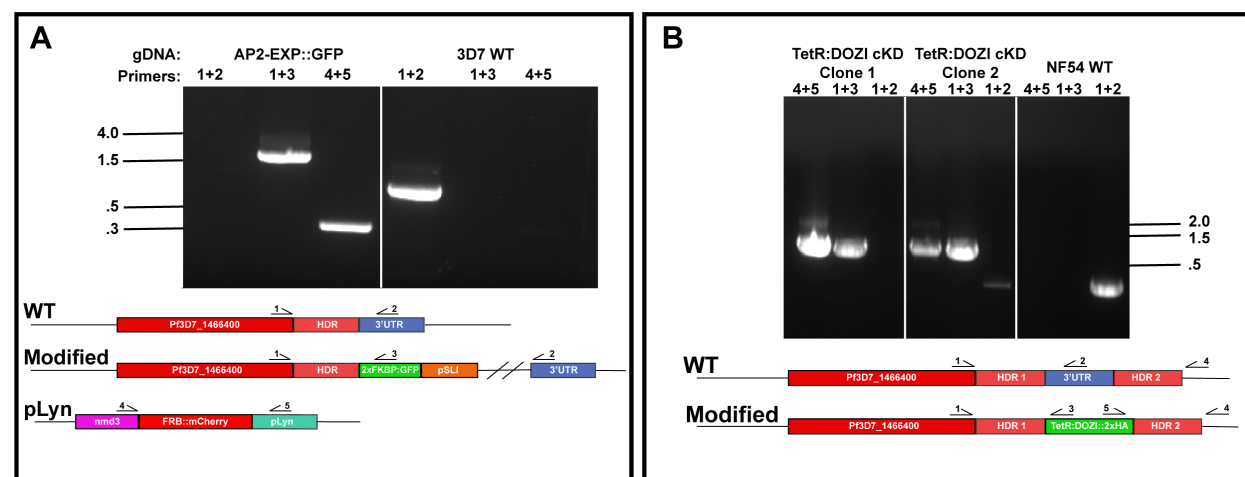 A
gDNA: AP2-EXP::GFP 3D7 WT
Primers: 1+2 1+3 4+5 1+2 1+3 4+5
4.0
1.5
.5
.3
WT
1 2
Pf3D7_1466400 HDR 3'UTR
Modified
1 3 2
Pf3D7_1466400 HDR 2xFKBP:GFP pSLI 3'UTR
pLyn
4 5
nmd3 FRB::mCherry pLyn
B
TetR:DOZI cKD Clone 1
TetR:DOZI cKD Clone 2
NF54 WT
4+5 1+3 1+2 4+5 1+3 1+2 4+5 1+3 1+2
2.0
1.5
.5
WT
1 2 4
Pf3D7_1466400 HDR 1 3'UTR HDR 2
Modified
1 3 5 4
Pf3D7_1466400 HDR 1 TetR:DOZI::2xHA HDR 2